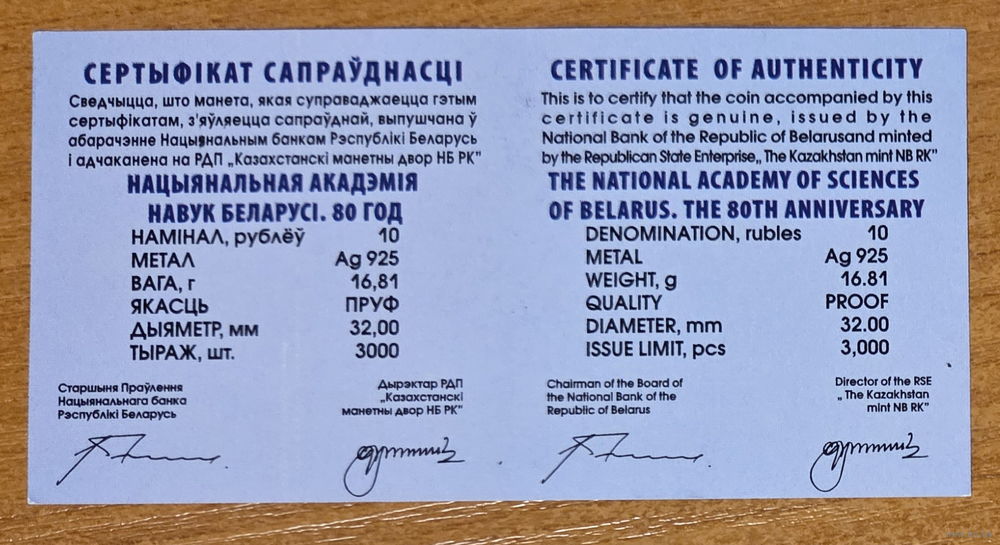 СЕРТЫФІКАТ САПРАЎДНАСЦІ
Сведчыцца, што манета, якая суправаджаецца гэтым
сертыфікатам, з'яўляецца сапраўднай, выпушчана ў
абарачэнне Нацыянальным банкам Рэспублікі Беларусь
і адчаканена на РДП „Казахстанскі манетны двор НБ РК"
НАЦЫЯНАЛЬНАЯ АКАДЭМІЯ
НАВУК БЕЛАРУСІ. 80 ГОД
НАМІНАЛ, рублёў 10
МЕТАЛ Ag 925
ВАГА, г 16,81
ЯКАСЦЬ ПРУФ
ДЫЯМЕТР, мм 32,00
ТЫРАЖ, шт. 3000
Старшыня Праўлення
Нацыянальнага банка
Рэспублікі Беларусь
Дырэктар РДП
„Казахстанскі
манетны двор НБ РК"
CERTIFICATE OF AUTHENTICITY
This is to certify that the coin accompanied by this
certificate is genuine, issued by the
National Bank of the Republic of Belarusand minted
by the Republican State Enterprise„ The Kazakhstan mint NB RK"
THE NATIONAL ACADEMY OF SCIENCES
OF BELARUS. THE 80TH ANNIVERSARY
DENOMINATION, rubles 10
METAL Ag 925
WEIGHT, g 16.81
QUALITY PROOF
DIAMETER, mm 32.00
ISSUE LIMIT, pcs 3,000
Chairman of the Board of
the National Bank of the
Republic of Belarus
Director of the RSE
„ The Kazakhstan
mint NB RK"